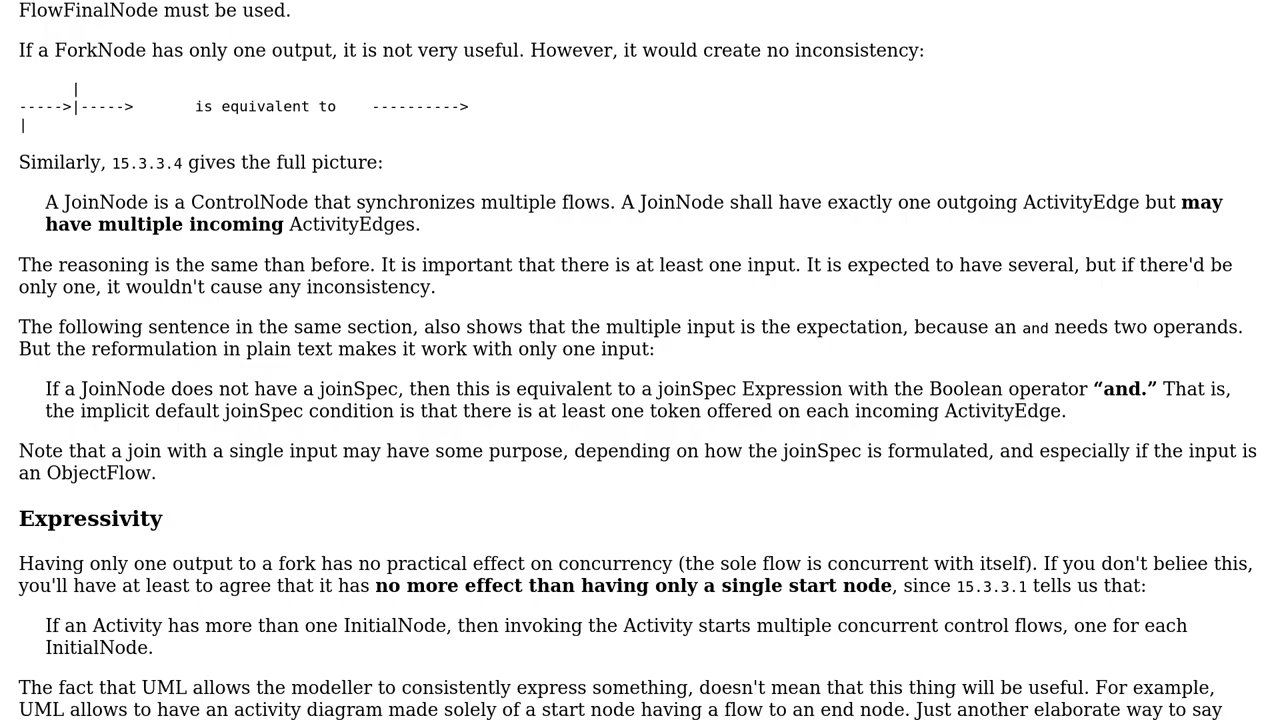 FlowFinalNode must be used.
If a ForkNode has only one output, it is not very useful. However, it would create no inconsistency:
      |
----->|----->       is equivalent to    ---------->
|
Similarly, 15.3.3.4 gives the full picture:
A JoinNode is a ControlNode that synchronizes multiple flows. A JoinNode shall have exactly one outgoing ActivityEdge but may
have multiple incoming ActivityEdges.
The reasoning is the same than before. It is important that there is at least one input. It is expected to have several, but if there'd be
only one, it wouldn't cause any inconsistency.
The following sentence in the same section, also shows that the multiple input is the expectation, because an and needs two operands.
But the reformulation in plain text makes it work with only one input:
If a JoinNode does not have a joinSpec, then this is equivalent to a joinSpec Expression with the Boolean operator “and.” That is,
the implicit default joinSpec condition is that there is at least one token offered on each incoming ActivityEdge.
Note that a join with a single input may have some purpose, depending on how the joinSpec is formulated, and especially if the input is
an ObjectFlow.
Expressivity
Having only one output to a fork has no practical effect on concurrency (the sole flow is concurrent with itself). If you don't beliee this,
you'll have at least to agree that it has no more effect than having only a single start node, since 15.3.3.1 tells us that:
If an Activity has more than one InitialNode, then invoking the Activity starts multiple concurrent control flows, one for each
InitialNode.
The fact that UML allows the modeller to consistently express something, doesn't mean that this thing will be useful. For example,
UML allows to have an activity diagram made solely of a start node having a flow to an end node. Just another elaborate way to say